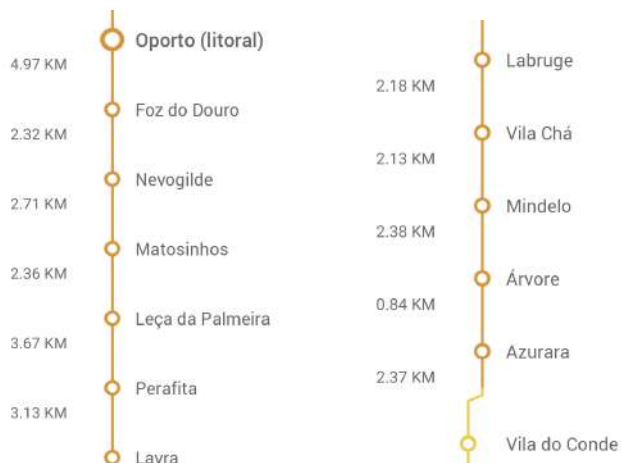 Oporto (litoral)
4.97 KM
Foz do Douro
2.32 KM
Nevogilde
2.71 KM
Matosinhos
2.36 KM
Leça da Palmeira
3.67 KM
Perafita
3.13 KM
Lavra
Labruge
2.18 KM
Vila Chá
2.13 KM
Mindelo
2.38 KM
Árvore
0.84 KM
Azurara
2.37 KM
Vila do Conde